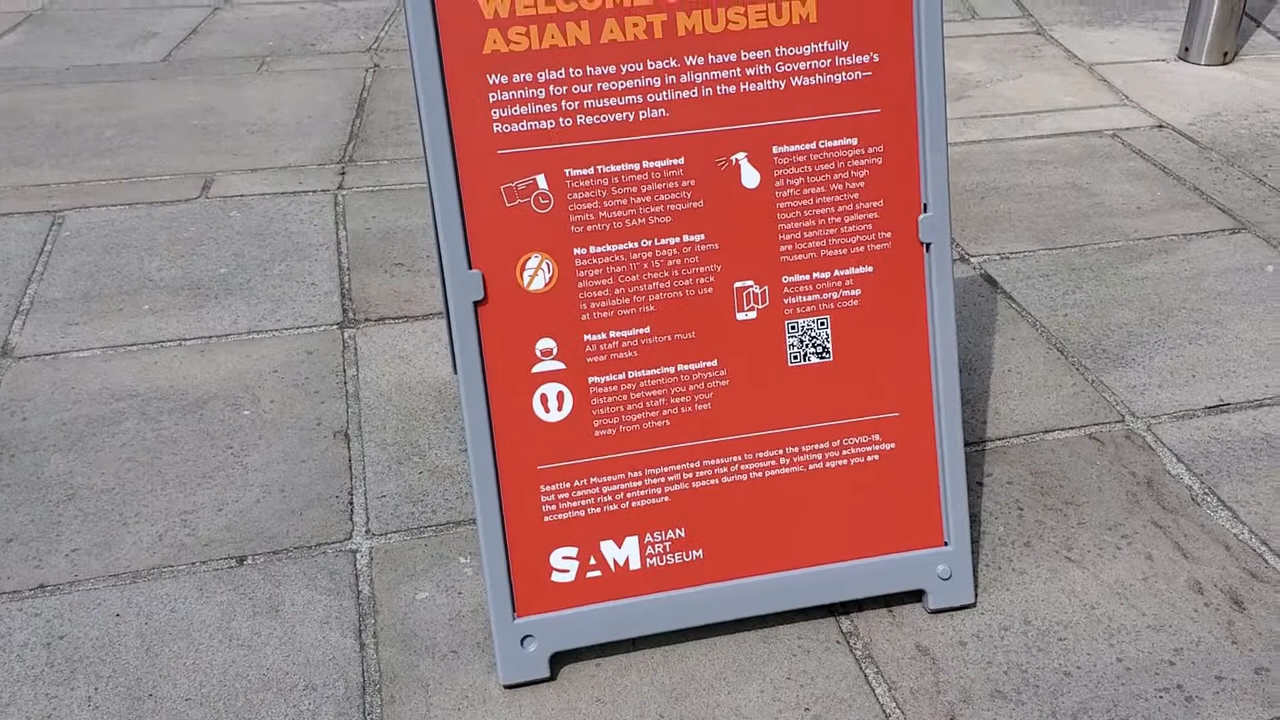 WELCOME
ASIAN ART MUSEUM
We are glad to have you back. We have been thoughtfully
planning for our reopening in alignment with Governor Inslee's
guidelines for museums outlined in the Healthy Washington—
Roadmap to Recovery plan.
Timed Ticketing Required
Ticketing is timed to limit
capacity. Some galleries are
closed; some have capacity
limits. Museum ticket required
for entry to SAM Shop.
No Backpacks Or Large Bags
Backpacks, large bags, or items
larger than 11" x 15" are not
allowed. Coat check is currently
closed; an unstaffed coat rack
is available for patrons to use
at their own risk.
Mask Required
All staff and visitors must
wear masks.
Physical Distancing Required
Please pay attention to physical
distance between you and other
visitors and staff; keep your
group together and six feet
away from others
Enhanced Cleaning
Top-tier technologies and
products used in cleaning
all high touch and high
traffic areas. We have
removed interactive
touch screens and shared
materials in the galleries.
Hand sanitizer stations
are located throughout the
museum. Please use them!
Online Map Available
Access online at
visitsam.org/map
or scan this code:
Seattle Art Museum has implemented measures to reduce the spread of COVID-19,
but we cannot guarantee there will be zero risk of exposure. By visiting you acknowledge
the inherent risk of entering public spaces during the pandemic, and agree you are
accepting the risk of exposure.
SAM ASIAN
ART
MUSEUM